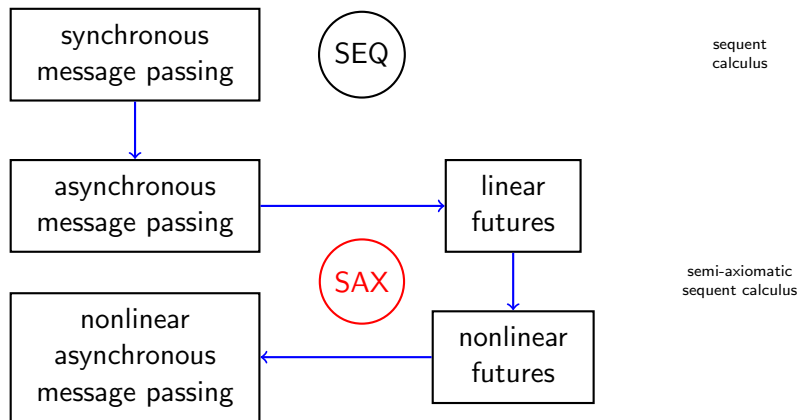 synchronous
message passing
SEQ
sequent
calculus
asynchronous
message passing
linear
futures
SAX
semi-axiomatic
sequent calculus
nonlinear
asynchronous
message passing
nonlinear
futures